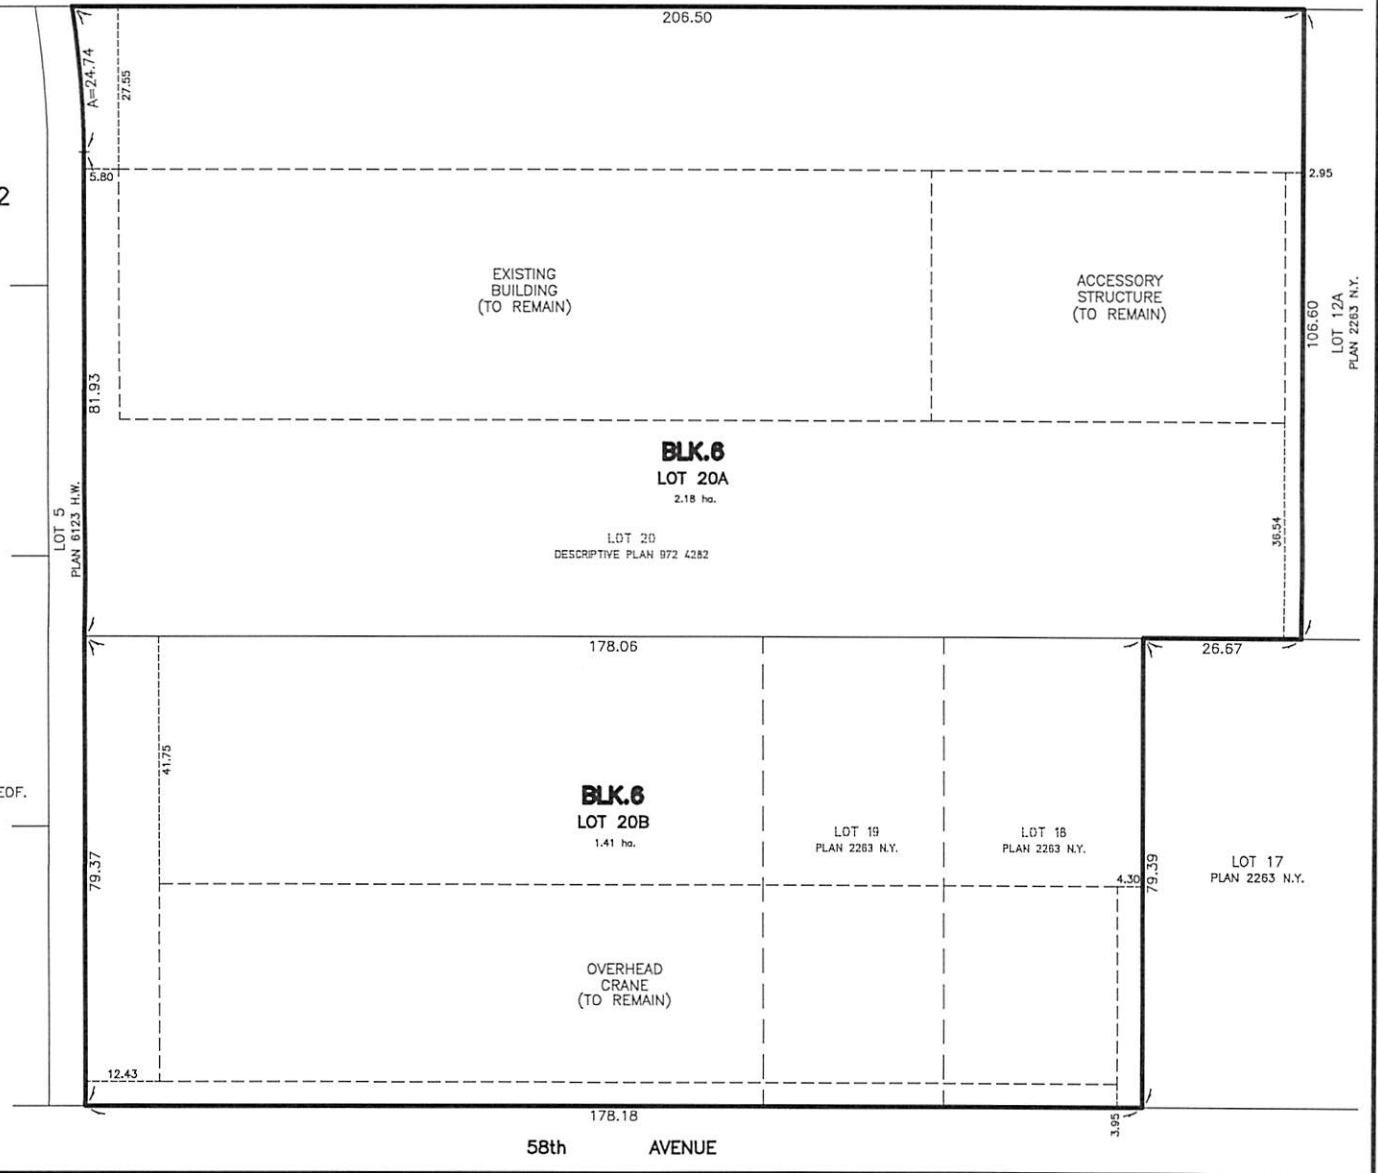 206.50
A=24.74
27.55
5.80
2.95
2
EXISTING
BUILDING
(TO REMAIN)
ACCESSORY
STRUCTURE
(TO REMAIN)
106.60
LOT 12A
PLAN 2263 N.Y.
81.93
BLK.6
LOT 20A
2.18 ha.
LOT 20
DESCRIPTIVE PLAN 972 4282
LOT 5
PLAN 6123 H.W.
36.54
178.06
26.67
41.75
BLK.6
LOT 20B
1.41 ha.
EOF.
LOT 19
PLAN 2263 N.Y.
LOT 18
PLAN 2263 N.Y.
79.37
4.30
79.39
LOT 17
PLAN 2263 N.Y.
OVERHEAD
CRANE
(TO REMAIN)
12.43
178.18
3.95
58th AVENUE